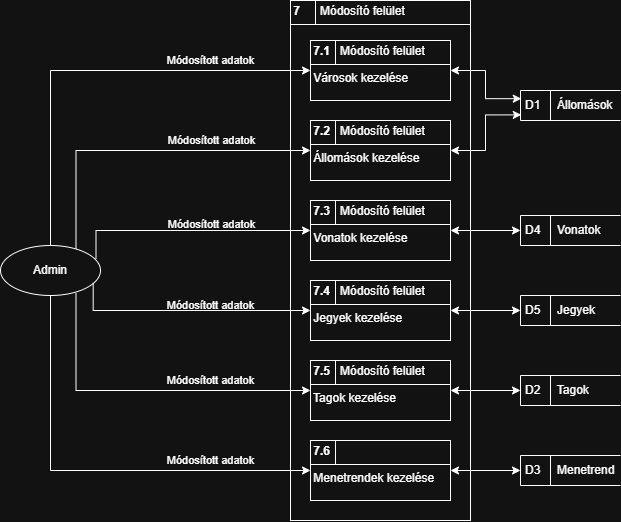 7 Módosító felület
Módosított adatok
7.1 Módosító felület
Városok kezelése
D1 Állomások
Módosított adatok
7.2 Módosító felület
Állomások kezelése
Módosított adatok
7.3 Módosító felület
Vonatok kezelése
D4 Vonatok
Admin
Módosított adatok
7.4 Módosító felület
Jegyek kezelése
D5 Jegyek
Módosított adatok
7.5 Módosító felület
Tagok kezelése
D2 Tagok
Módosított adatok
7.6
Menetrendek kezelése
D3 Menetrend